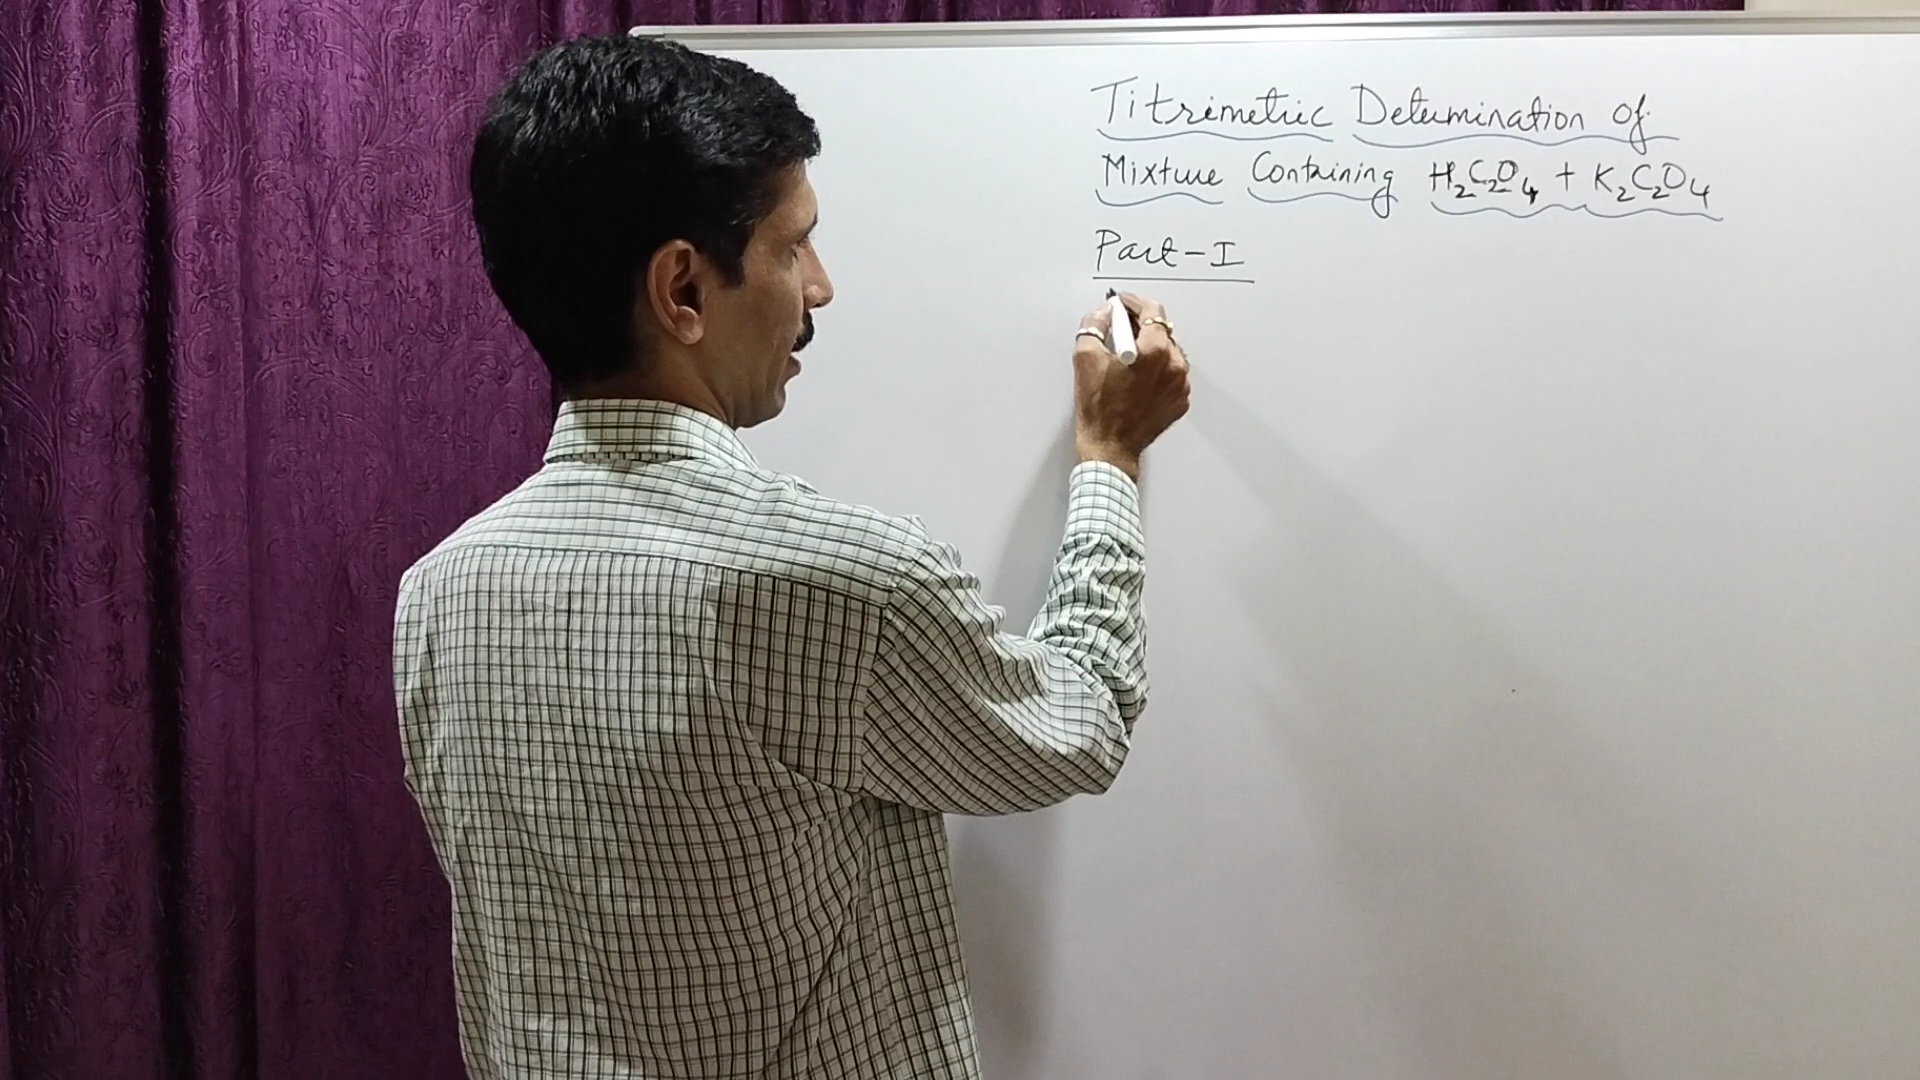 Titrimetric Determination of
Mixture Containing H₂C₂O₄ + K₂C₂O₄
Part-I